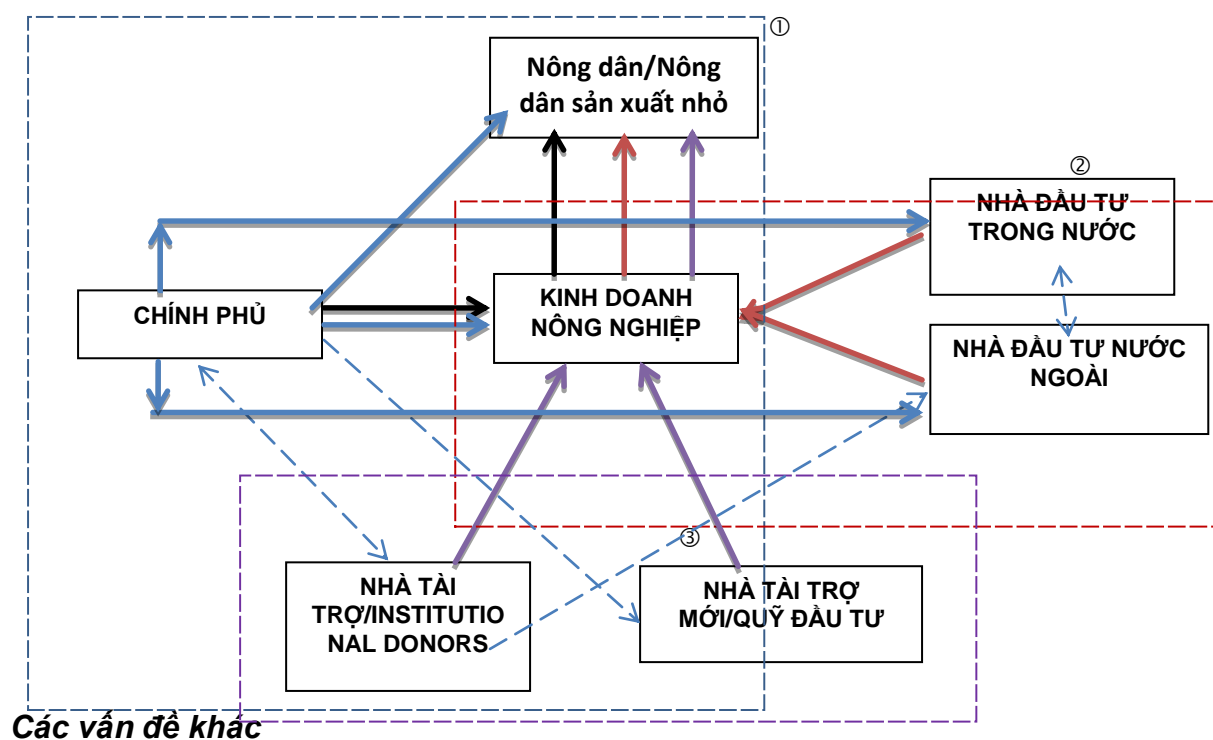 ①
Nông dân/Nông
dân sản xuất nhỏ
②
NHÀ ĐẦU TƯ
TRONG NƯỚC
CHÍNH PHỦ
KINH DOANH
NÔNG NGHIỆP
NHÀ ĐẦU TƯ NƯỚC
NGOÀI
③
NHÀ TÀI
TRỢ/INSTITUTIO
NAL DONORS
NHÀ TÀI TRỢ
MỚI/QUỸ ĐẦU TƯ
Các vấn đề khác